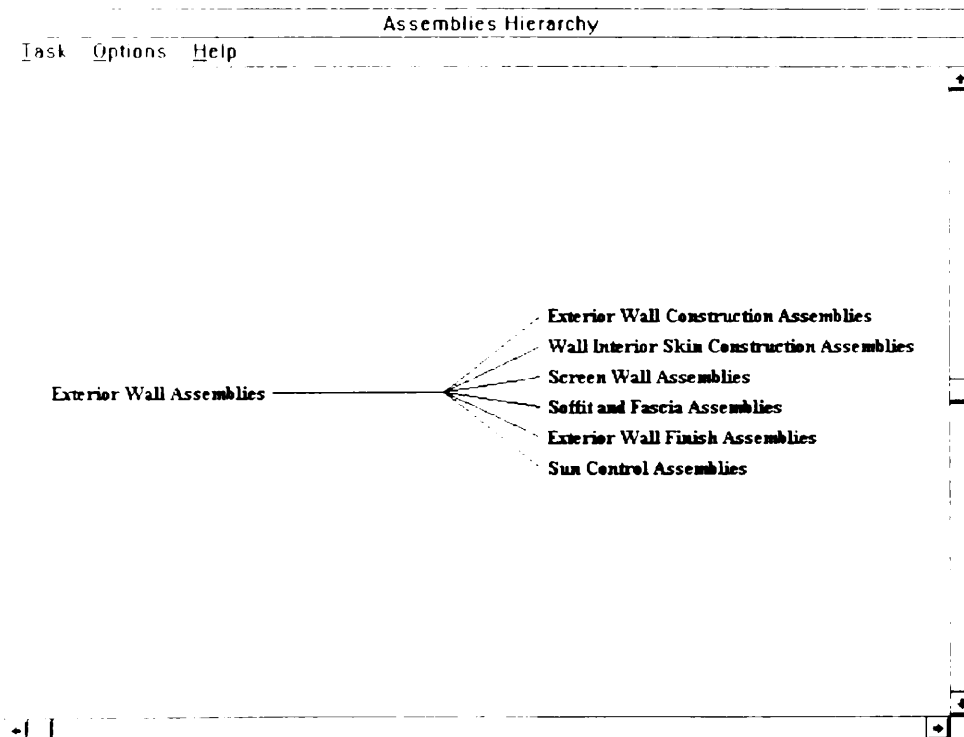 Assemblies Hierarchy
Task Options Help
Exterior Wall Construction Assemblies
Wall Interior Skin Construction Assemblies
Screen Wall Assemblies
Exterior Wall Assemblies
Soffit and Fascia Assemblies
Exterior Wall Finish Assemblies
Sun Control Assemblies